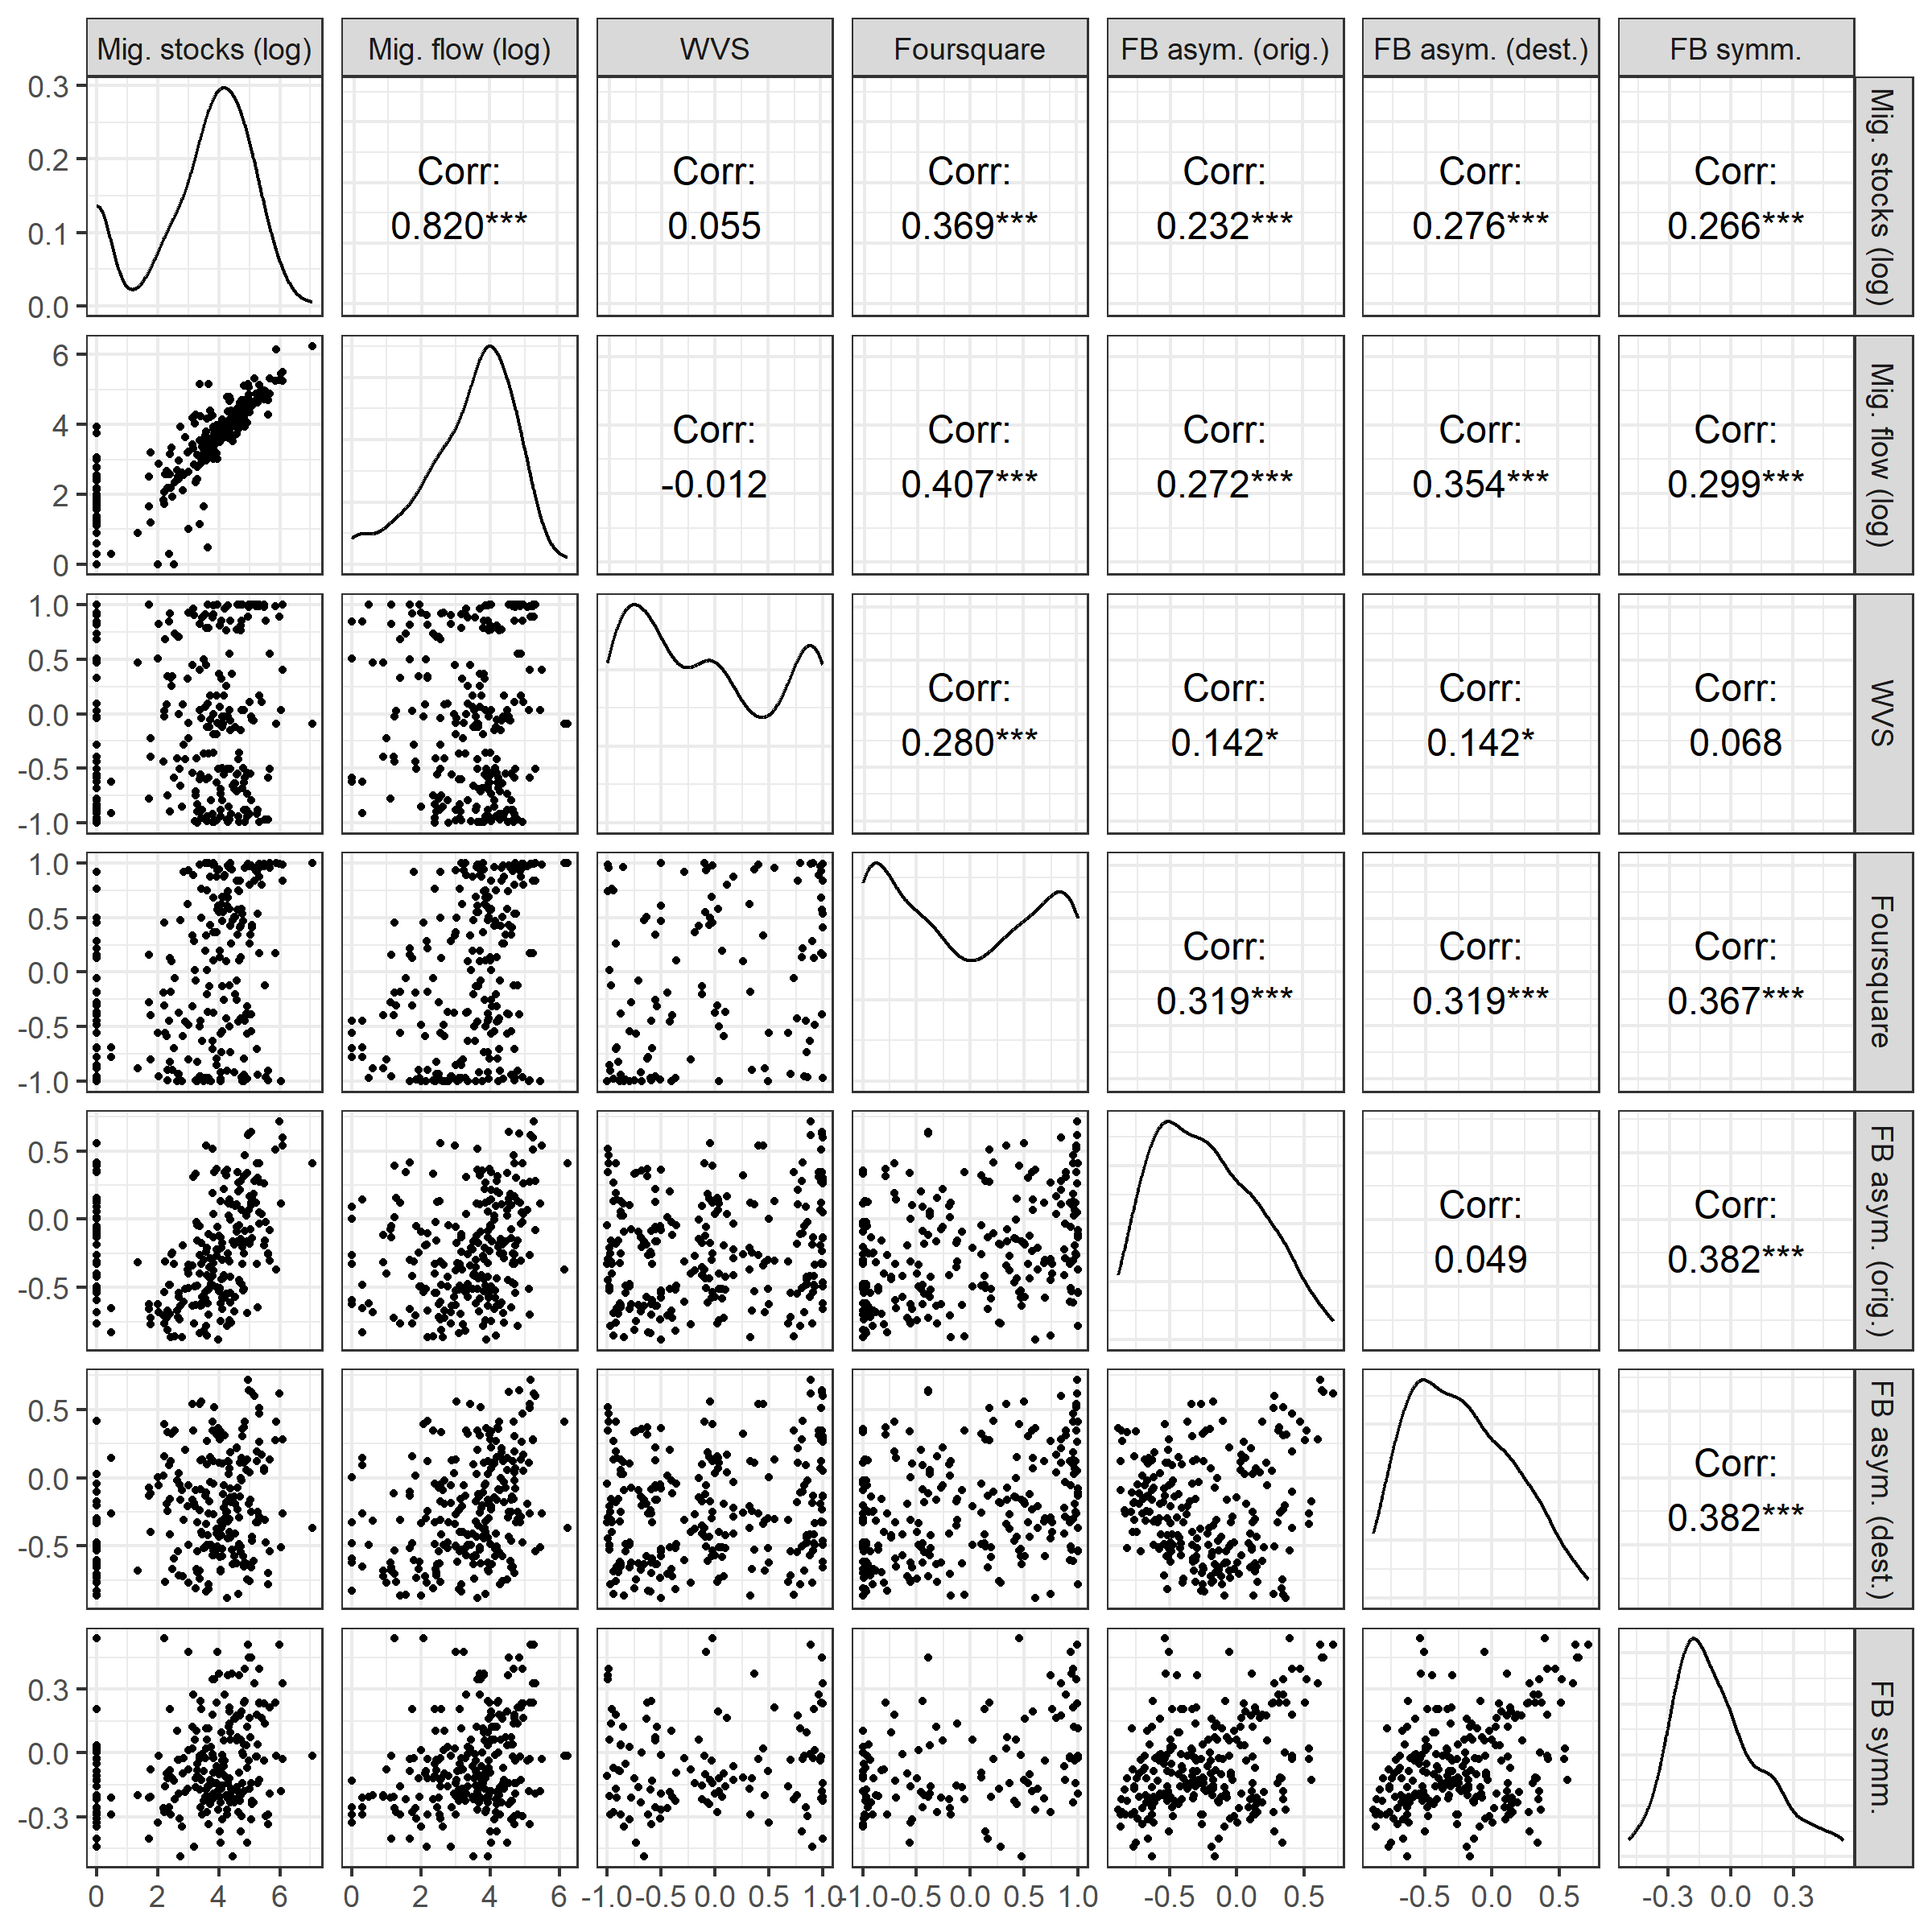 Mig. stocks (log) Mig. flow (log) WVS Foursquare FB asym. (orig.) FB asym. (dest.) FB symm.
0.3
0.2
0.1
0.0
Corr:
0.820***
Corr:
0.055
Corr:
0.369***
Corr:
0.232***
Corr:
0.276***
Corr:
0.266***
Mig. stocks (log)
6
4
2
0
Corr:
-0.012
Corr:
0.407***
Corr:
0.272***
Corr:
0.354***
Corr:
0.299***
Mig. flow (log)
1.0
0.5
0.0
-0.5
-1.0
Corr:
0.280***
Corr:
0.142*
Corr:
0.142*
Corr:
0.068
WVS
1.0
0.5
0.0
-0.5
-1.0
Corr:
0.319***
Corr:
0.319***
Corr:
0.367***
Foursquare
0.5
0.0
-0.5
Corr:
0.049
Corr:
0.382***
FB asym. (orig.)
0.5
0.0
-0.5
Corr:
0.382***
FB asym. (dest.)
0.3
0.0
-0.3
FB symm.
0 2 4 6 0 2 4 6 -1.0 -0.5 0.0 0.5 1.0 -1.0 -0.5 0.0 0.5 1.0 -0.5 0.0 0.5 -0.5 0.0 0.5 -0.3 0.0 0.3